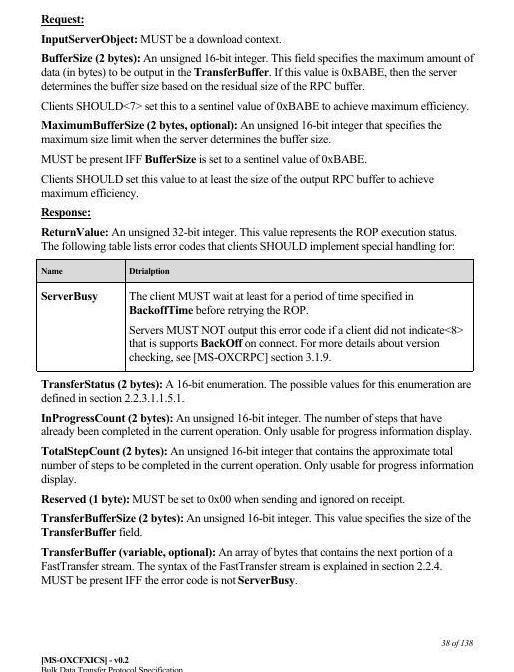 Request:
InputServerObject: MUST be a download context.
BufferSize (2 bytes): An unsigned 16-bit integer. This field specifies the maximum amount of
data (in bytes) to be output in the TransferBuffer. If this value is 0xBABE, then the server
determines the buffer size based on the residual size of the RPC buffer.
Clients SHOULD<7> set this to a sentinel value of 0xBABE to achieve maximum efficiency.
MaximumBufferSize (2 bytes, optional): An unsigned 16-bit integer that specifies the
maximum size limit when the server determines the buffer size.
MUST be present IFF BufferSize is set to a sentinel value of 0xBABE.
Clients SHOULD set this value to at least the size of the output RPC buffer to achieve
maximum efficiency.
Response:
ReturnValue: An unsigned 32-bit integer. This value represents the ROP execution status.
The following table lists error codes that clients SHOULD implement special handling for:
Name Dtrialption
ServerBusy The client MUST wait at least for a period of time specified in
BackoffTime before retrying the ROP.
Servers MUST NOT output this error code if a client did not indicate<8>
that is supports BackOff on connect. For more details about version
checking, see [MS-OXCRPC] section 3.1.9.
TransferStatus (2 bytes): A 16-bit enumeration. The possible values for this enumeration are
defined in section 2.2.3.1.1.5.1.
InProgressCount (2 bytes): An unsigned 16-bit integer. The number of steps that have
already been completed in the current operation. Only usable for progress information display.
TotalStepCount (2 bytes): An unsigned 16-bit integer that contains the approximate total
number of steps to be completed in the current operation. Only usable for progress information
display.
Reserved (1 byte): MUST be set to 0x00 when sending and ignored on receipt.
TransferBufferSize (2 bytes): An unsigned 16-bit integer. This value specifies the size of the
TransferBuffer field.
TransferBuffer (variable, optional): An array of bytes that contains the next portion of a
FastTransfer stream. The syntax of the FastTransfer stream is explained in section 2.2.4.
MUST be present IFF the error code is not ServerBusy.
38 of 138
[MS-OXCFXICS] - v0.2
Bulk Data Transfer Protocol Specification